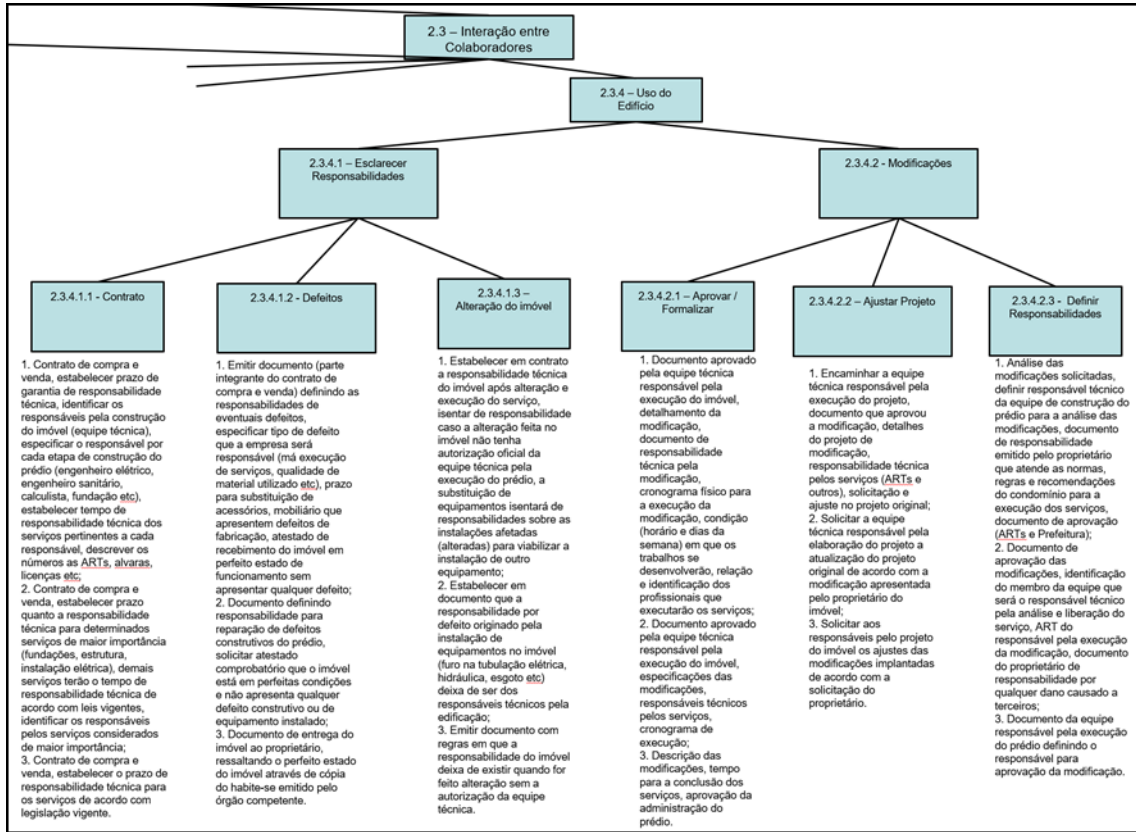 2.3 – Interação entre
Colaboradores
2.3.4 – Uso do
Edifício
2.3.4.1 – Esclarecer
Responsabilidades
2.3.4.2 - Modificações
2.3.4.1.1 - Contrato
2.3.4.1.2 - Defeitos
2.3.4.1.3 –
Alteração do imóvel
2.3.4.2.1 – Aprovar /
Formalizar
2.3.4.2.2 – Ajustar Projeto
2.3.4.2.3 - Definir
Responsabilidades
1. Contrato de compra e
venda, estabelecer prazo de
garantia de responsabilidade
técnica, identificar os
responsáveis pela construção
do imóvel (equipe técnica),
especificar o responsável por
cada etapa de construção do
prédio (engenheiro elétrico,
engenheiro sanitário,
calculista, fundação etc),
estabelecer tempo de
responsabilidade técnica dos
serviços pertinentes a cada
responsável, descrever os
números as ARTs, alvaras,
licenças etc;
2. Contrato de compra e
venda, estabelecer prazo
quanto a responsabilidade
técnica para determinados
serviços de maior importância
(fundações, estrutura,
instalação elétrica), demais
serviços terão o tempo de
responsabilidade técnica de
acordo com leis vigentes,
identificar os responsáveis
pelos serviços considerados
de maior importância;
3. Contrato de compra e
venda, estabelecer o prazo de
responsabilidade técnica para
os serviços de acordo com
legislação vigente.
1. Emitir documento (parte
integrante do contrato de
compra e venda) definindo as
responsabilidades de
eventuais defeitos,
especificar tipo de defeito
que a empresa será
responsável (má execução
de serviços, qualidade de
material utilizado etc), prazo
para substituição de
acessórios, mobiliário que
apresentem defeitos de
fabricação, atestado de
recebimento do imóvel em
perfeito estado de
funcionamento sem
apresentar qualquer defeito;
2. Documento definindo
responsabilidade para
reparação de defeitos
construtivos do prédio,
solicitar atestado
comprobatório que o imóvel
está em perfeitas condições
e não apresenta qualquer
defeito construtivo ou de
equipamento instalado;
3. Documento de entrega do
imóvel ao proprietário,
ressaltando o perfeito estado
do imóvel através de cópia
do habite-se emitido pelo
órgão competente.
1. Estabelecer em contrato
a responsabilidade técnica
do imóvel após alteração e
execução do serviço,
isentar de responsabilidade
caso a alteração feita no
imóvel não tenha
autorização oficial da
equipe técnica pela
execução do prédio, a
substituição de
equipamentos isentará de
responsabilidades sobre as
instalações afetadas
(alteradas) para viabilizar a
instalação de outro
equipamento;
2. Estabelecer em
documento que a
responsabilidade por
defeito originado pela
instalação de
equipamentos no imóvel
(furo na tubulação elétrica,
hidráulica, esgoto etc)
deixa de ser dos
responsáveis técnicos pela
edificação;
3. Emitir documento com
regras em que a
responsabilidade do imóvel
deixa de existir quando for
feito alteração sem a
autorização da equipe
técnica.
1. Documento aprovado
pela equipe técnica
responsável pela
execução do imóvel,
detalhamento da
modificação,
documento de
responsabilidade
técnica pela
modificação,
cronograma físico para
a execução da
modificação, condição
(horário e dias da
semana) em que os
trabalhos se
desenvolverão, relação
e identificação dos
profissionais que
executarão os serviços;
2. Documento aprovado
pela equipe técnica
responsável pela
execução do imóvel,
especificações das
modificações,
responsáveis técnicos
pelos serviços,
cronograma de
execução;
3. Descrição das
modificações, tempo
para a conclusão dos
serviços, aprovação da
administração do
prédio.
1. Encaminhar a equipe
técnica responsável pela
execução do projeto,
documento que aprovou
a modificação, detalhes
do projeto de
modificação,
responsabilidade técnica
pelos serviços (ARTs e
outros), solicitação e
ajuste no projeto original;
2. Solicitar a equipe
técnica responsável pela
elaboração do projeto a
atualização do projeto
original de acordo com a
modificação apresentada
pelo proprietário do
imóvel;
3. Solicitar aos
responsáveis pelo projeto
do imóvel os ajustes das
modificações implantadas
de acordo com a
solicitação do
proprietário.
1. Análise das
modificações solicitadas,
definir responsável técnico
da equipe de construção do
prédio para a análise das
modificações, documento
de responsabilidade
emitido pelo proprietário
que atende as normas,
regras e recomendações
do condomínio para a
execução dos serviços,
documento de aprovação
(ARTs e Prefeitura);
2. Documento de
aprovação das
modificações, identificação
do membro da equipe que
será o responsável técnico
pela análise e liberação do
serviço, ART do
responsável pela execução
da modificação, documento
do proprietário de
responsabilidade por
qualquer dano causado a
terceiros;
3. Documento da equipe
responsável pela execução
do prédio definindo o
responsável para
aprovação da modificação.